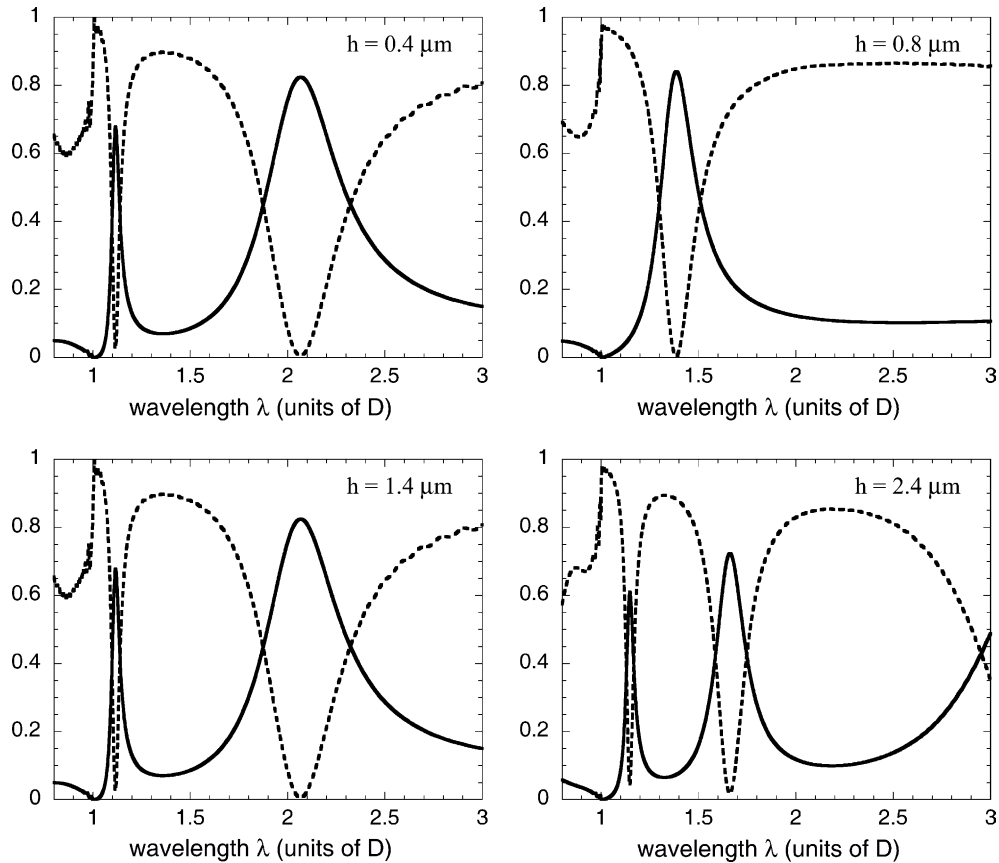 1
0.8
0.6
0.4
0.2
0
h = 0.4 μm
1 1.5 2 2.5 3
wavelength λ (units of D)
1
0.8
0.6
0.4
0.2
0
h = 0.8 μm
1 1.5 2 2.5 3
wavelength λ (units of D)
1
0.8
0.6
0.4
0.2
0
h = 1.4 μm
1 1.5 2 2.5 3
wavelength λ (units of D)
1
0.8
0.6
0.4
0.2
0
h = 2.4 μm
1 1.5 2 2.5 3
wavelength λ (units of D)